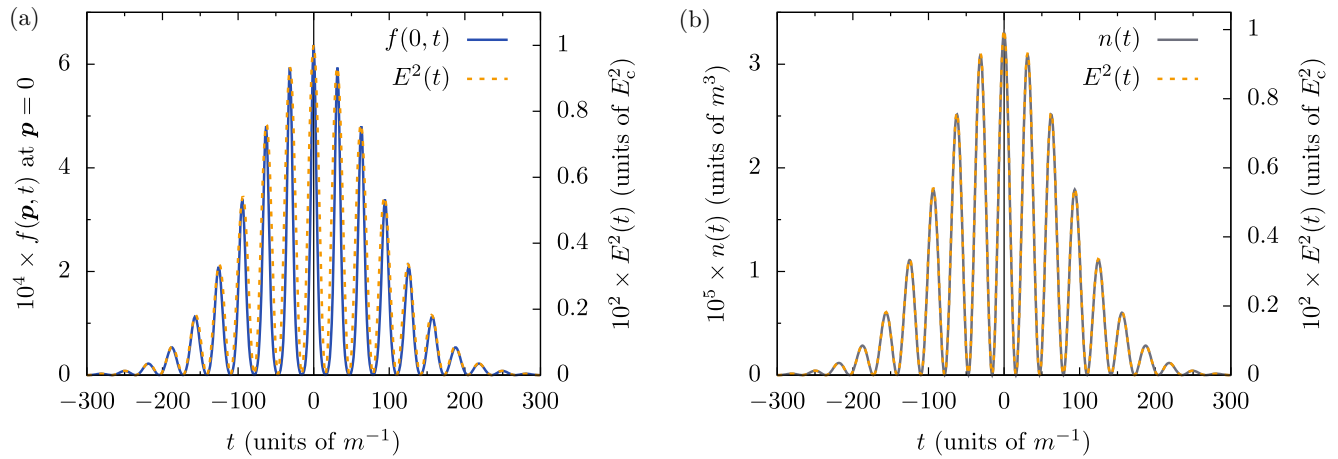 (a)
10⁴ × f(p, t) at p = 0
6
4
2
0
f(0, t)
E²(t)
1
0.8
0.6
0.4
0.2
0
10² × E²(t) (units of E_c²)
−300 −200 −100 0 100 200 300
t (units of m⁻¹)
(b)
10⁵ × n(t) (units of m³)
3
2
1
0
n(t)
E²(t)
1
0.8
0.6
0.4
0.2
0
10² × E²(t) (units of E_c²)
−300 −200 −100 0 100 200 300
t (units of m⁻¹)